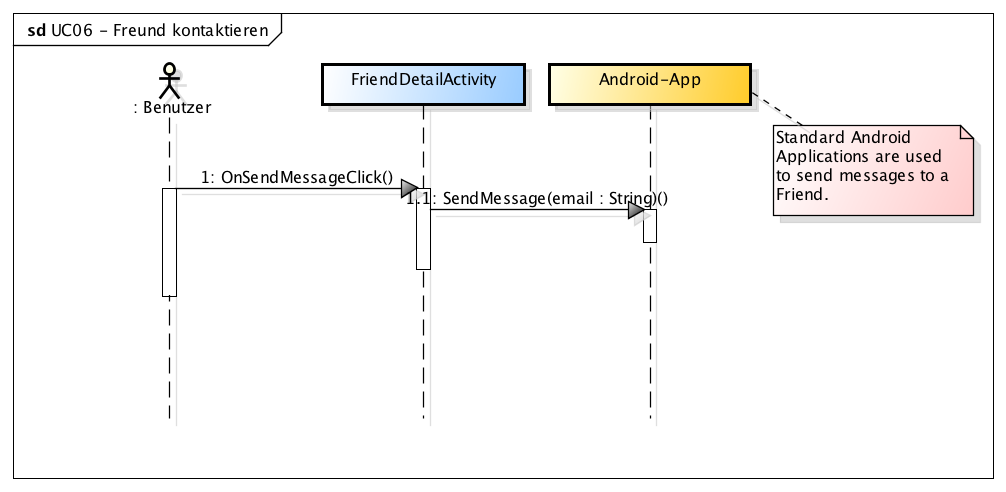 sd UC06 – Freund kontaktieren
: Benutzer
FriendDetailActivity
Android-App
Standard Android
Applications are used
to send messages to a
Friend.
1: OnSendMessageClick()
1.1: SendMessage(email : String)()